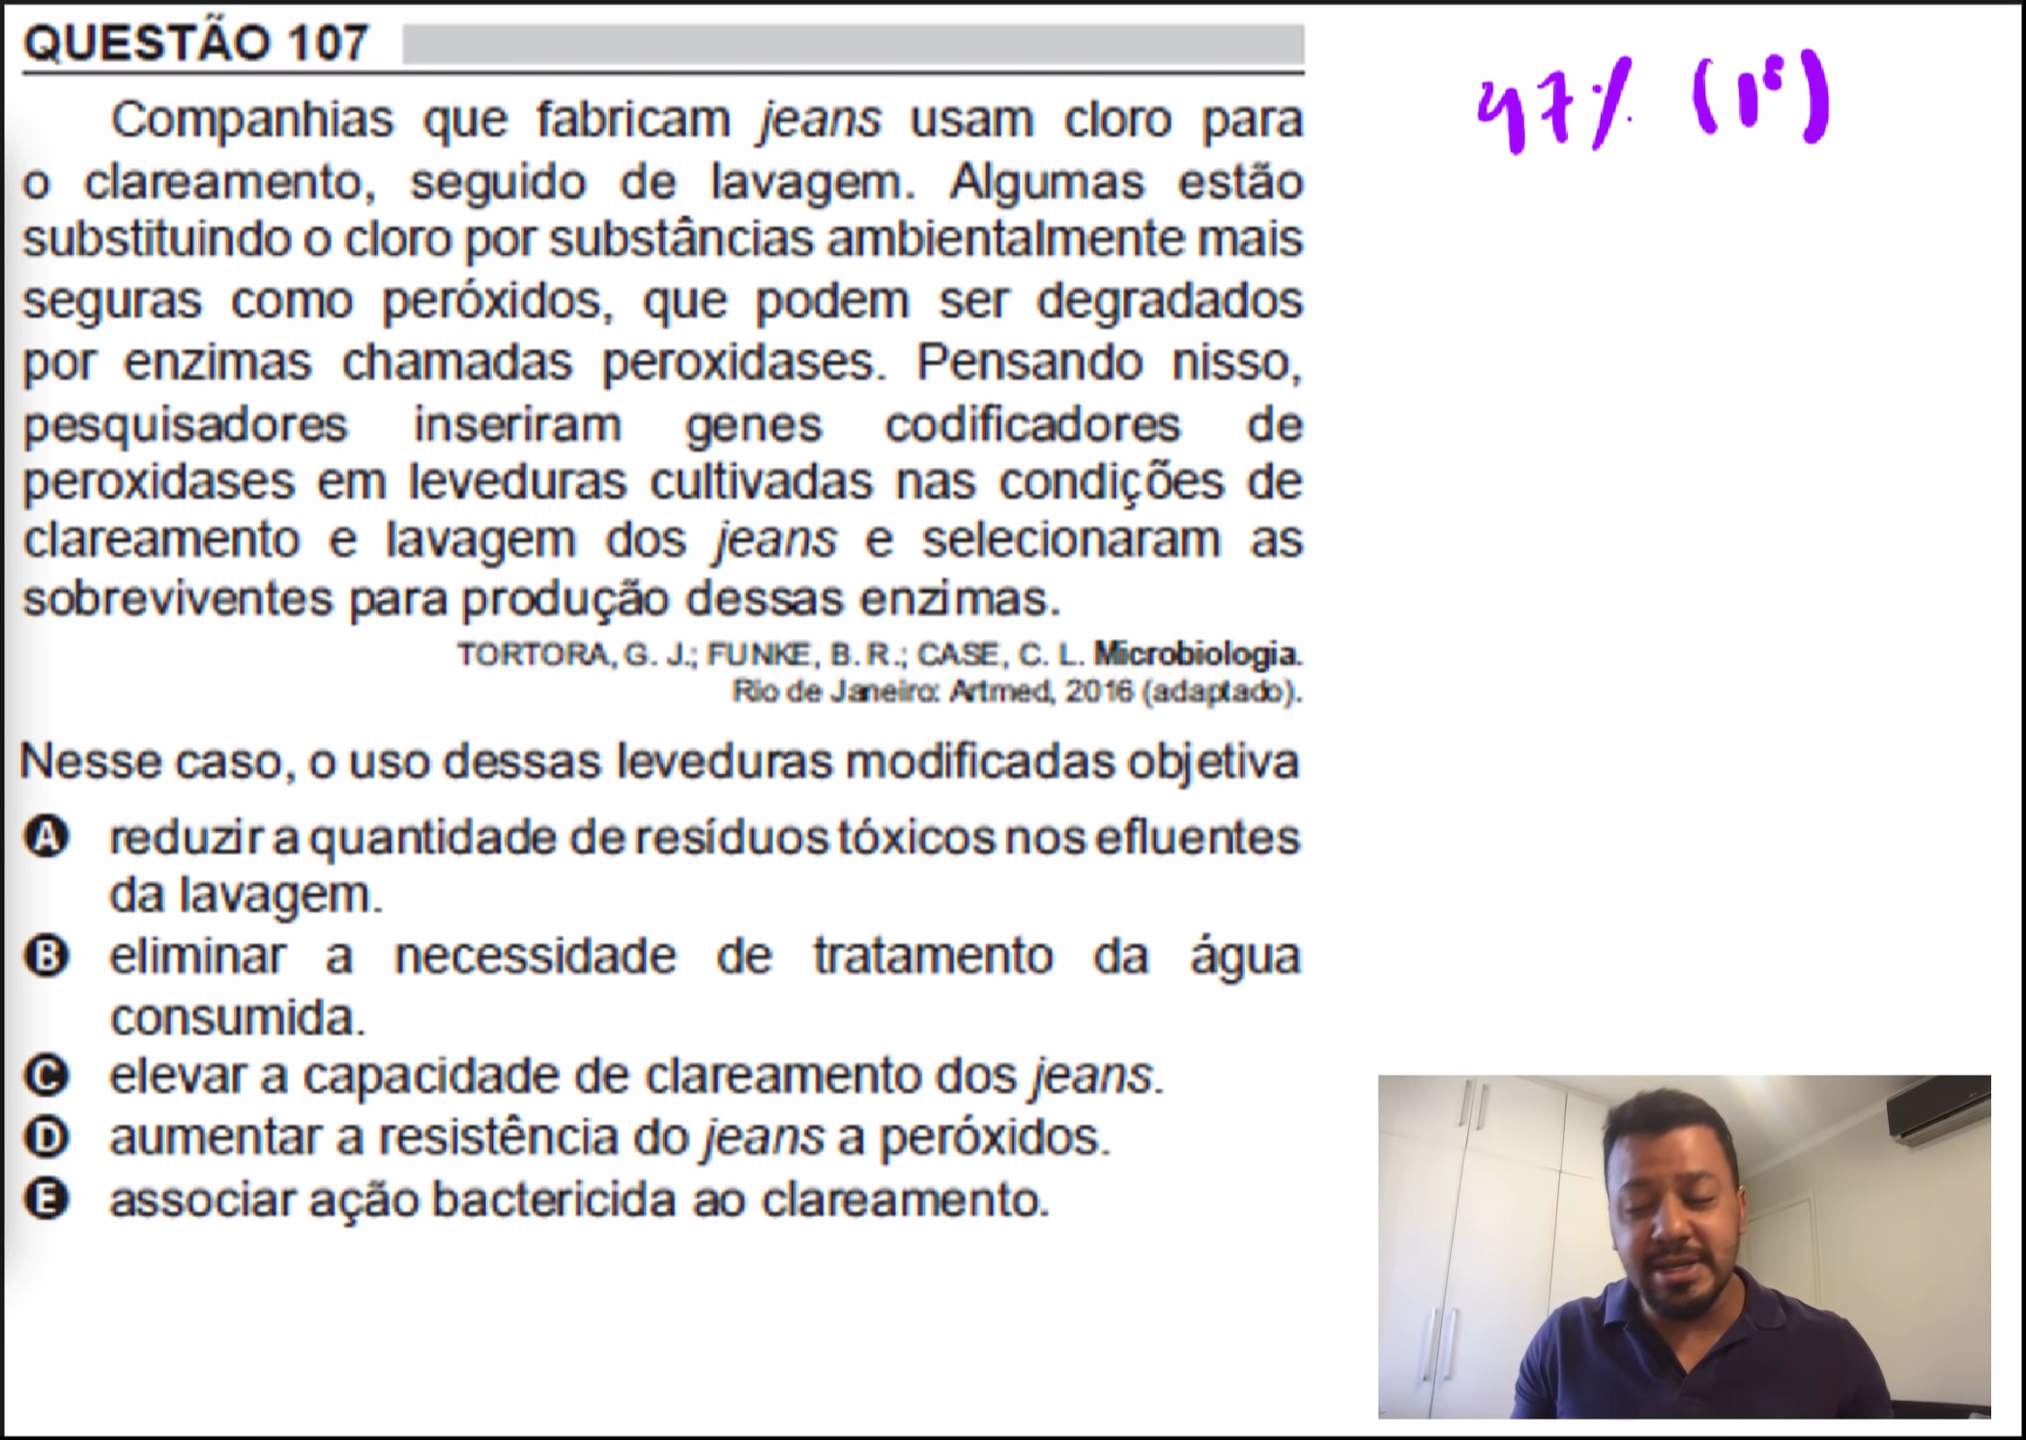 QUESTÃO 107
47% (1º)
Companhias que fabricam jeans usam cloro para
o clareamento, seguido de lavagem. Algumas estão
substituindo o cloro por substâncias ambientalmente mais
seguras como peróxidos, que podem ser degradados
por enzimas chamadas peroxidases. Pensando nisso,
pesquisadores inseriram genes codificadores de
peroxidases em leveduras cultivadas nas condições de
clareamento e lavagem dos jeans e selecionaram as
sobreviventes para produção dessas enzimas.
TORTORA, G. J.; FUNKE, B. R.; CASE, C. L. Microbiologia.
Rio de Janeiro: Artmed, 2016 (adaptado).
Nesse caso, o uso dessas leveduras modificadas objetiva
A reduzir a quantidade de resíduos tóxicos nos efluentes
da lavagem.
B eliminar a necessidade de tratamento da água
consumida.
C elevar a capacidade de clareamento dos jeans.
D aumentar a resistência do jeans a peróxidos.
E associar ação bactericida ao clareamento.